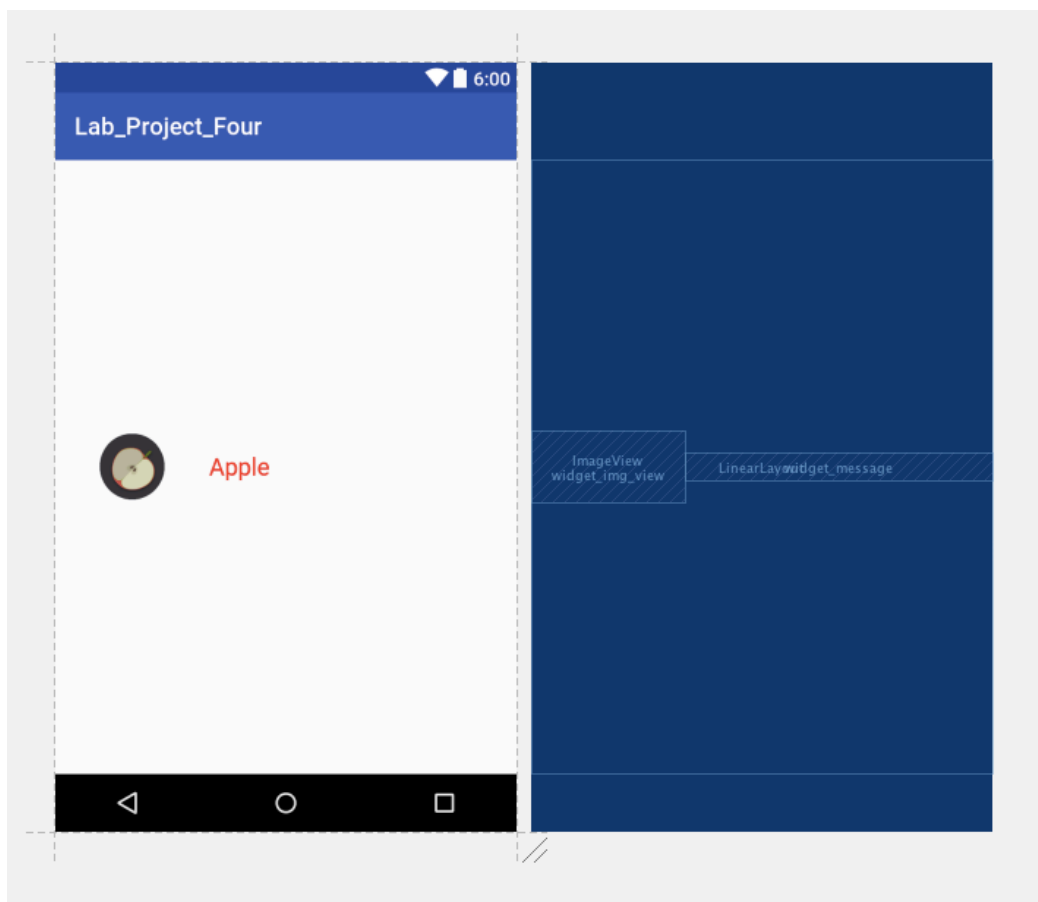 6:00
Lab_Project_Four
Apple
ImageView
widget_img_view
LinearLayout
widget_message